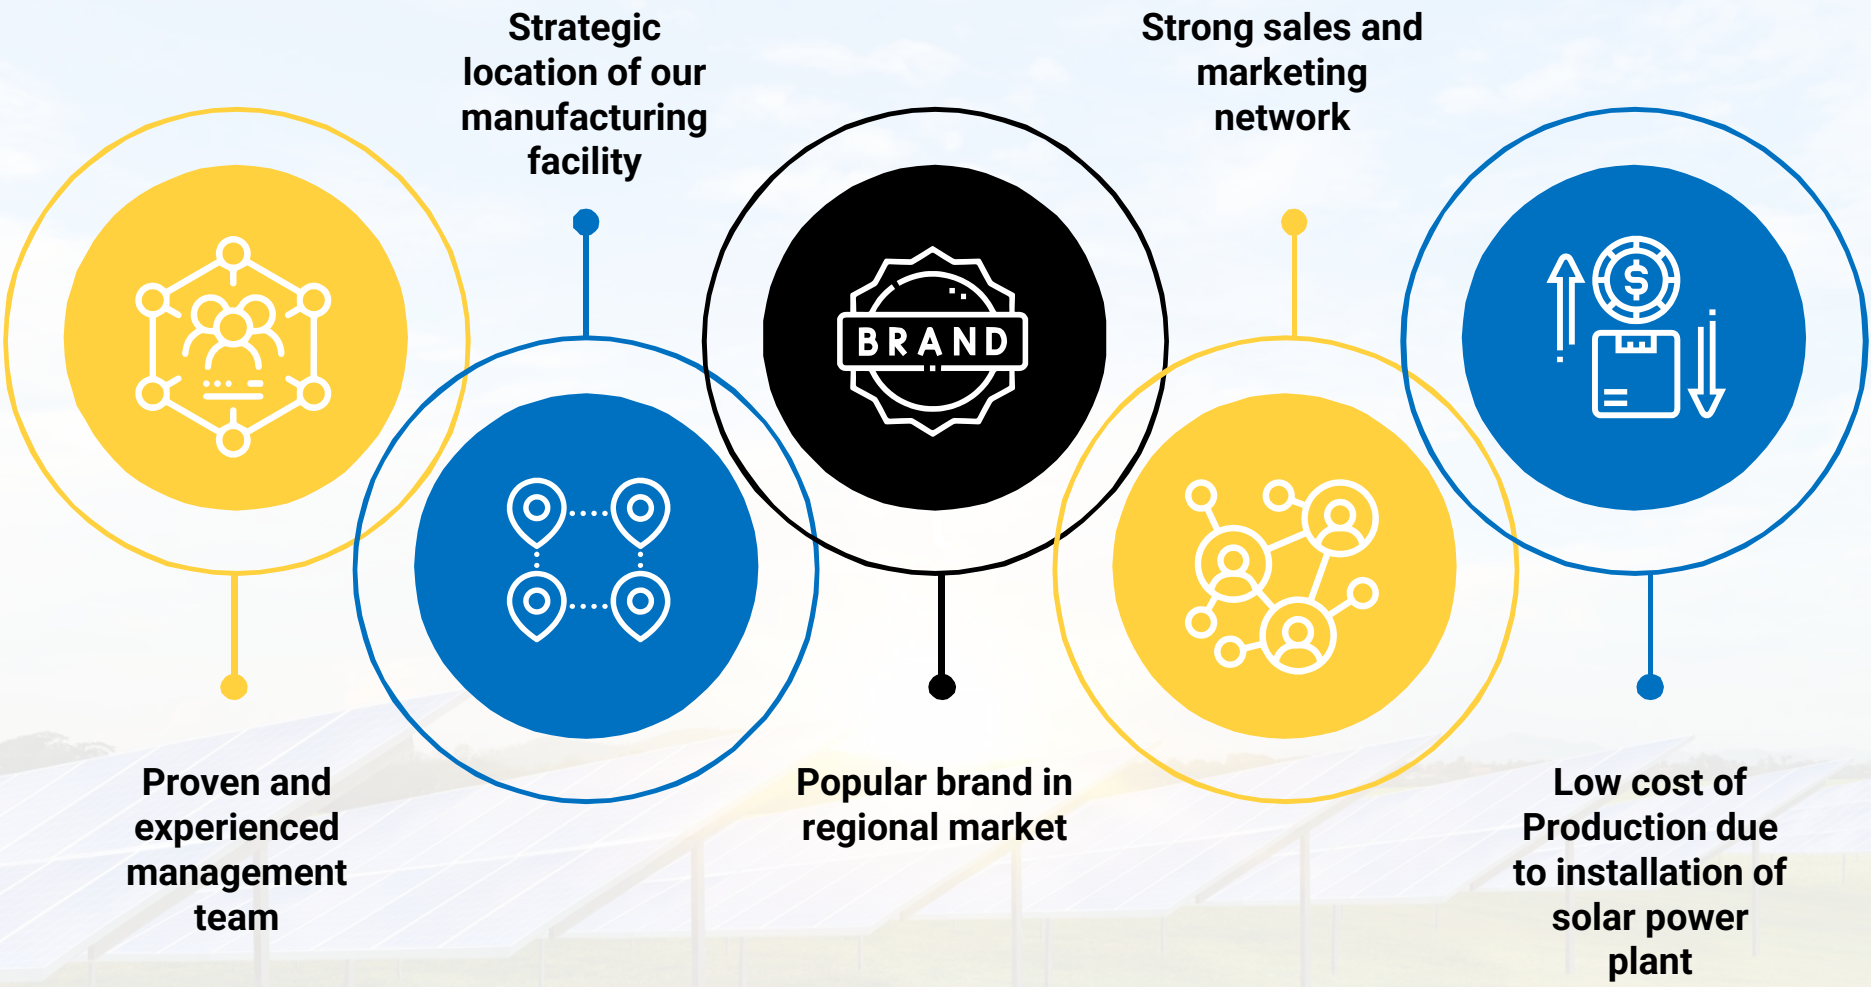 Strategic
location of our
manufacturing
facility
Strong sales and
marketing
network
BRAND
$
Proven and
experienced
management
team
Popular brand in
regional market
Low cost of
Production due
to installation of
solar power
plant